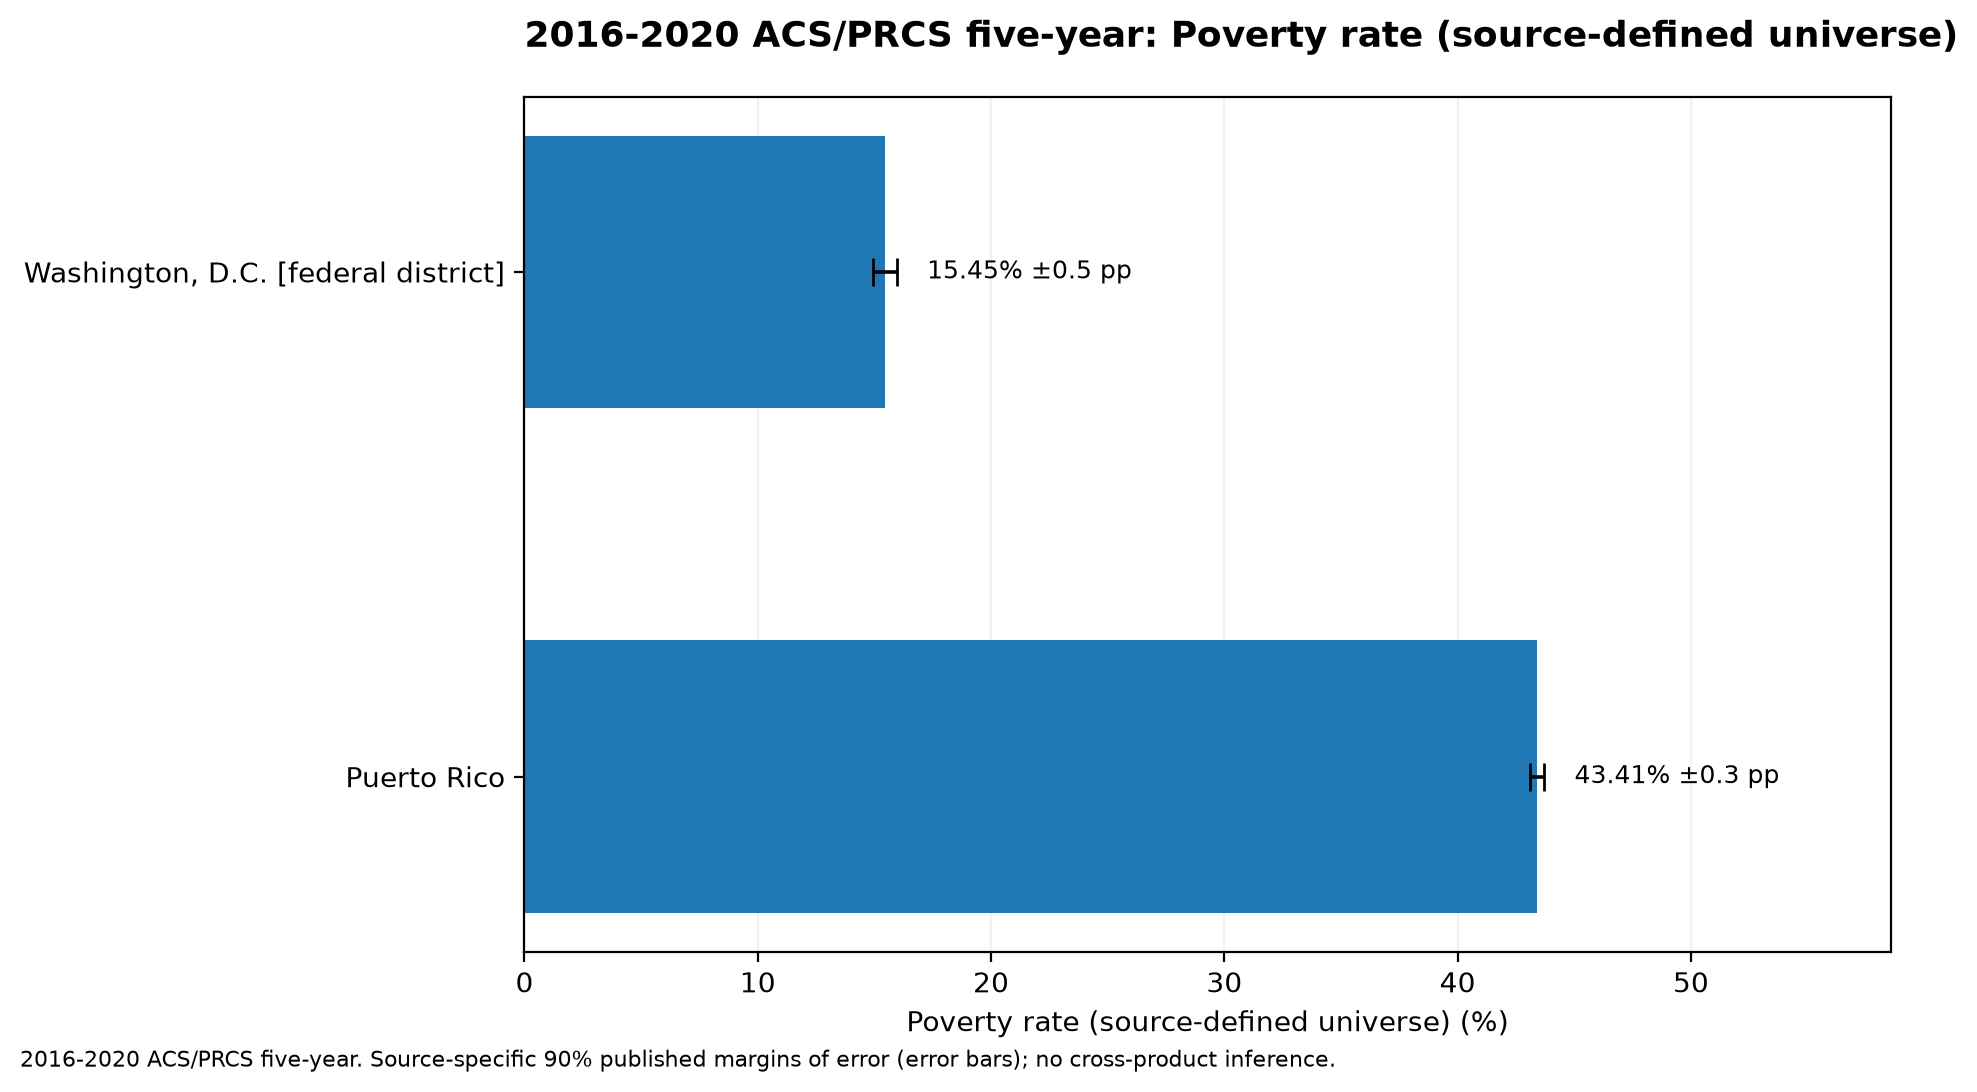 2016-2020 ACS/PRCS five-year: Poverty rate (source-defined universe)
Washington, D.C. [federal district]
15.45% ±0.5 pp
Puerto Rico
43.41% ±0.3 pp
0 10 20 30 40 50
Poverty rate (source-defined universe) (%)
2016-2020 ACS/PRCS five-year. Source-specific 90% published margins of error (error bars); no cross-product inference.